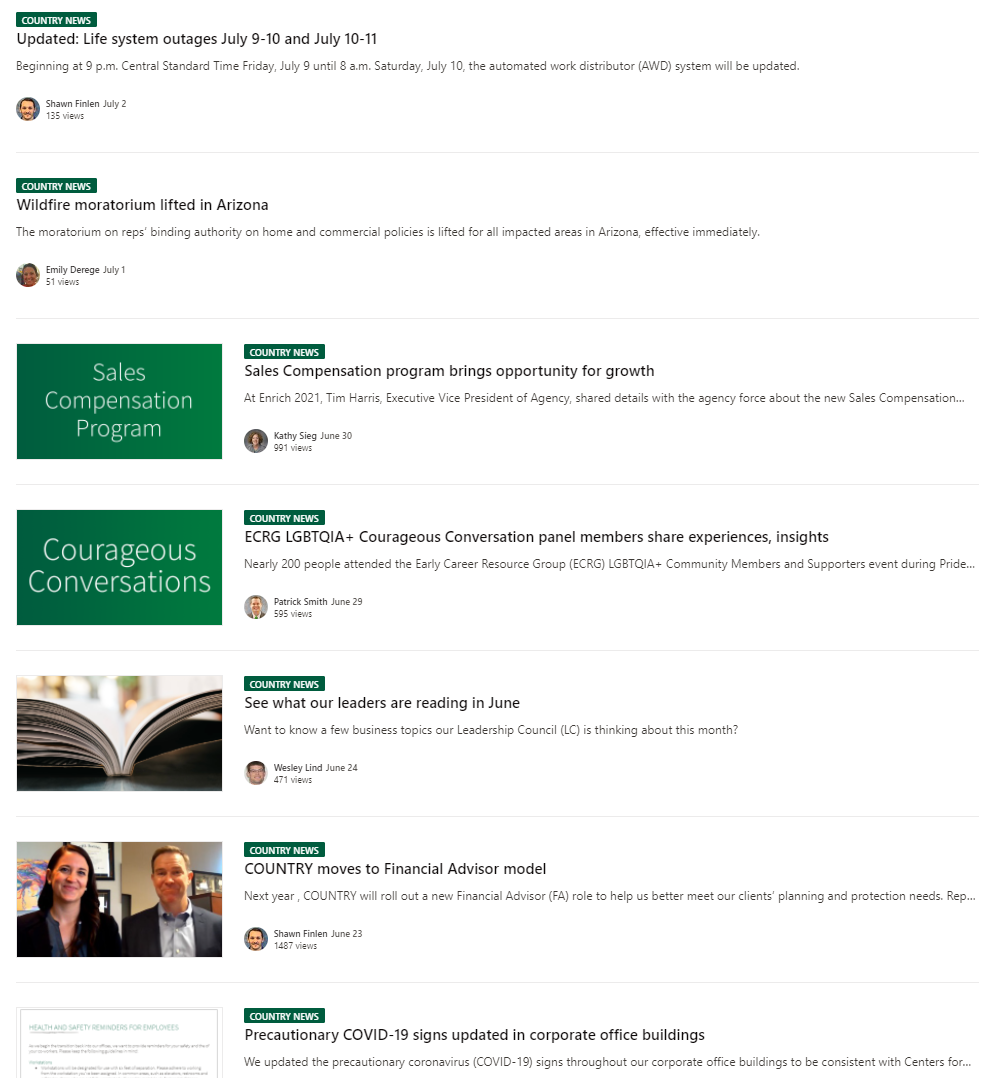 COUNTRY NEWS
Updated: Life system outages July 9-10 and July 10-11
Beginning at 9 p.m. Central Standard Time Friday, July 9 until 8 a.m. Saturday, July 10, the automated work distributor (AWD) system will be updated.
Shawn Finlen July 2
135 views
COUNTRY NEWS
Wildfire moratorium lifted in Arizona
The moratorium on reps’ binding authority on home and commercial policies is lifted for all impacted areas in Arizona, effective immediately.
Emily Derege July 1
51 views
Sales
Compensation
Program
COUNTRY NEWS
Sales Compensation program brings opportunity for growth
At Enrich 2021, Tim Harris, Executive Vice President of Agency, shared details with the agency force about the new Sales Compensation...
Kathy Sieg June 30
991 views
Courageous
Conversations
COUNTRY NEWS
ECRG LGBTQIA+ Courageous Conversation panel members share experiences, insights
Nearly 200 people attended the Early Career Resource Group (ECRG) LGBTQIA+ Community Members and Supporters event during Pride...
Patrick Smith June 29
595 views
COUNTRY NEWS
See what our leaders are reading in June
Want to know a few business topics our Leadership Council (LC) is thinking about this month?
Wesley Lind June 24
471 views
COUNTRY NEWS
COUNTRY moves to Financial Advisor model
Next year , COUNTRY will roll out a new Financial Advisor (FA) role to help us better meet our clients’ planning and protection needs. Rep...
Shawn Finlen June 23
1487 views
HEALTH AND SAFETY REMINDERS FOR EMPLOYEES
COUNTRY NEWS
Precautionary COVID-19 signs updated in corporate office buildings
We updated the precautionary coronavirus (COVID-19) signs throughout our corporate office buildings to be consistent with Centers for...